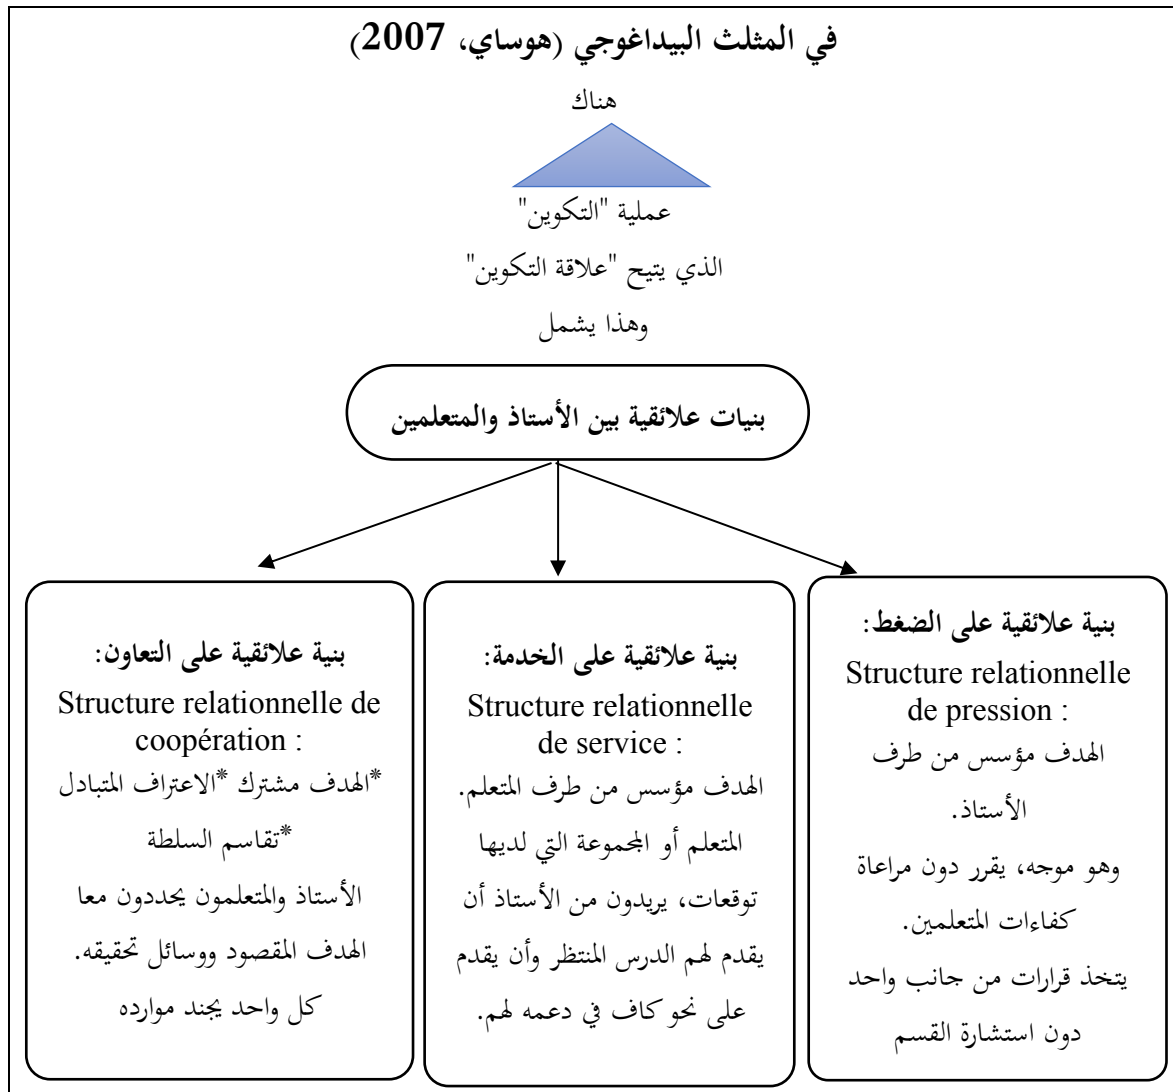 في المثلث البيداغوجي (هوساي، 2007)
هناك
عملية "التكوين"
الذي يتيح "علاقة التكوين"
وهذا يشمل
بنيات علائقية بين الأستاذ والمتعلمين
بنية علائقية على الضغط:
Structure relationnelle
de pression :
الهدف مؤسس من طرف
الأستاذ.
وهو موجه، يقرر دون مراعاة
كفاءات المتعلمين.
يتخذ قرارات من جانب واحد
دون استشارة القسم
بنية علائقية على الخدمة:
Structure relationnelle
de service :
الهدف مؤسس من طرف المتعلم.
المتعلم أو المجموعة التي لديها
توقعات، يريدون من الأستاذ أن
يقدم لهم الدرس المنتظر وأن يقدم
على نحو كاف في دعمه لهم.
بنية علائقية على التعاون:
Structure relationnelle de
coopération :
*الهدف مشترك *الاعتراف المتبادل
*تقاسم السلطة
الأستاذ والمتعلمون يحددون معا
الهدف المقصود ووسائل تحقيقه.
كل واحد يجند موارده